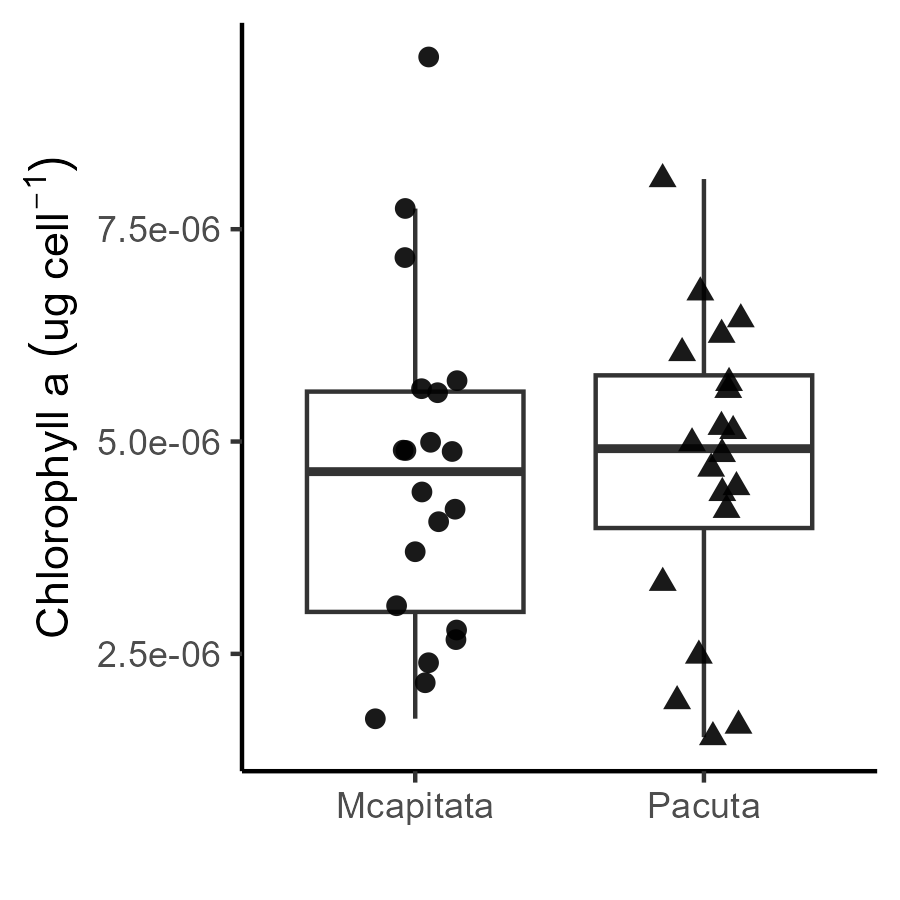 Chlorophyll a (ug cell⁻¹)
7.5e-06
5.0e-06
2.5e-06
Mcapitata Pacuta